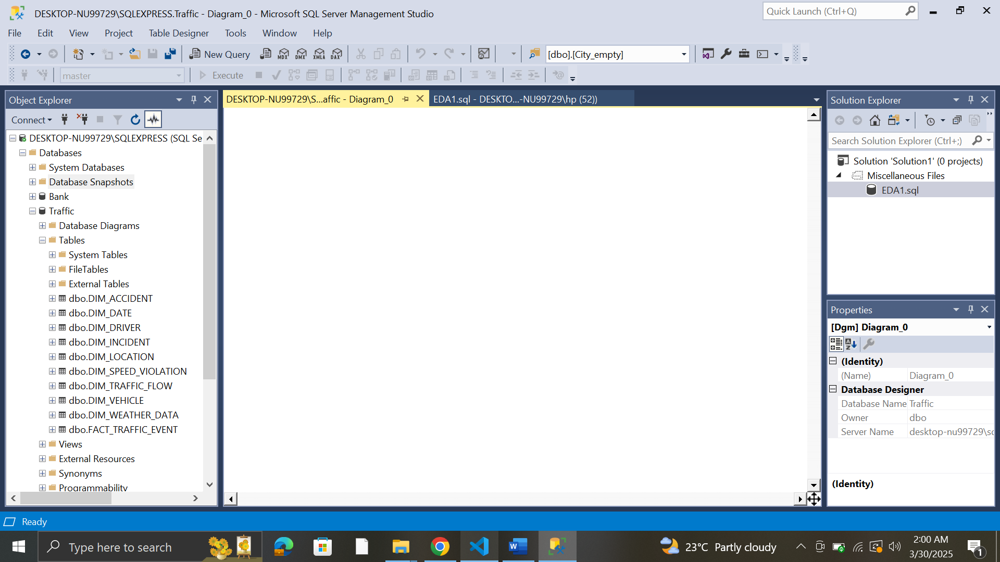 DESKTOP-NU99729\SQLEXPRESS.Traffic - Diagram_0 - Microsoft SQL Server Management Studio
Quick Launch (Ctrl+Q)
File Edit View Project Table Designer Tools Window Help
New Query MDX DMX XMLA DAX [dbo].[City_empty]
master Execute
Object Explorer
DESKTOP-NU99729\S...affic - Diagram_0
EDA1.sql - DESKTO...-NU99729\hp (52))
Connect
DESKTOP-NU99729\SQLEXPRESS (SQL Se
Databases
System Databases
Database Snapshots
Bank
Traffic
Database Diagrams
Tables
System Tables
FileTables
External Tables
dbo.DIM_ACCIDENT
dbo.DIM_DATE
dbo.DIM_DRIVER
dbo.DIM_INCIDENT
dbo.DIM_LOCATION
dbo.DIM_SPEED_VIOLATION
dbo.DIM_TRAFFIC_FLOW
dbo.DIM_VEHICLE
dbo.DIM_WEATHER_DATA
dbo.FACT_TRAFFIC_EVENT
Views
External Resources
Synonyms
Programmability
Solution Explorer
Search Solution Explorer (Ctrl+;)
Solution 'Solution1' (0 projects)
Miscellaneous Files
EDA1.sql
Properties
[Dgm] Diagram_0
(Identity)
(Name) Diagram_0
Database Designer
Database Name Traffic
Owner dbo
Server Name desktop-nu99729\sq
(Identity)
Ready
Type here to search
23°C Partly cloudy
2:00 AM
3/30/2025
1